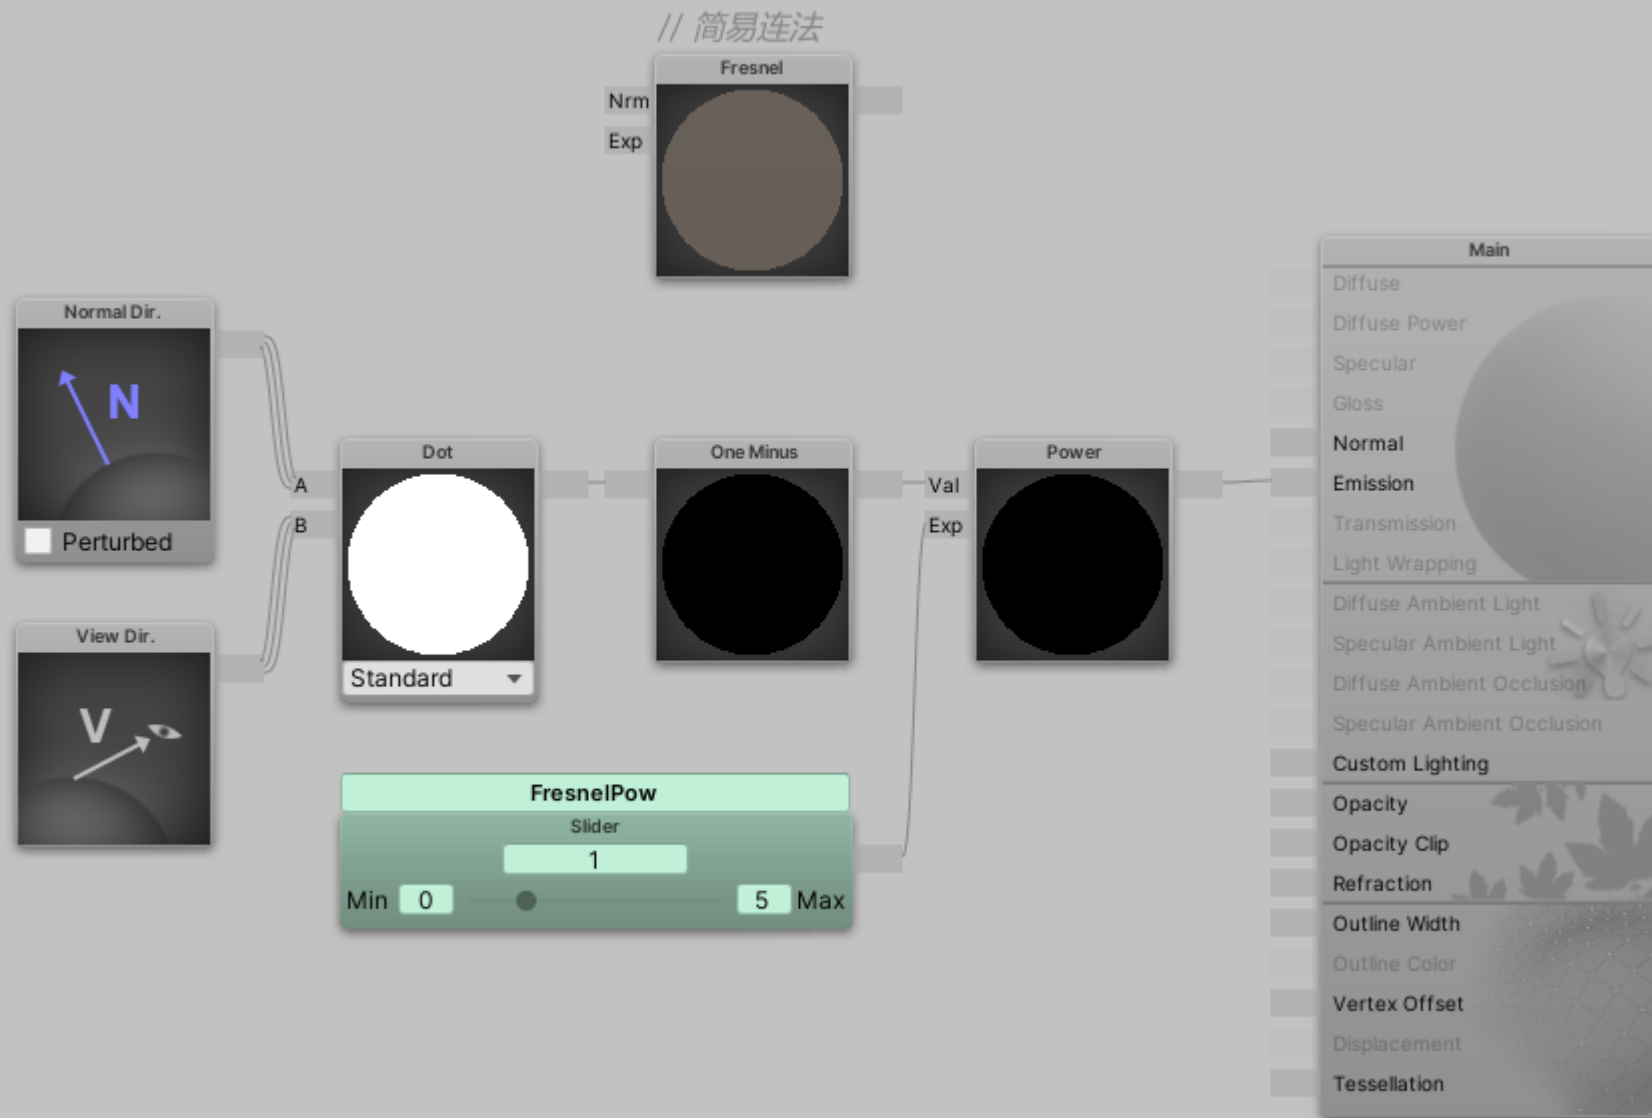 // 简易连法
Fresnel
Nrm
Exp
Normal Dir.
N
Perturbed
View Dir.
V
A
B
Dot
Standard
One Minus
Val
Exp
Power
FresnelPow
Slider
1
Min 0 5 Max
Main
Diffuse
Diffuse Power
Specular
Gloss
Normal
Emission
Transmission
Light Wrapping
Diffuse Ambient Light
Specular Ambient Light
Diffuse Ambient Occlusion
Specular Ambient Occlusion
Custom Lighting
Opacity
Opacity Clip
Refraction
Outline Width
Outline Color
Vertex Offset
Displacement
Tessellation